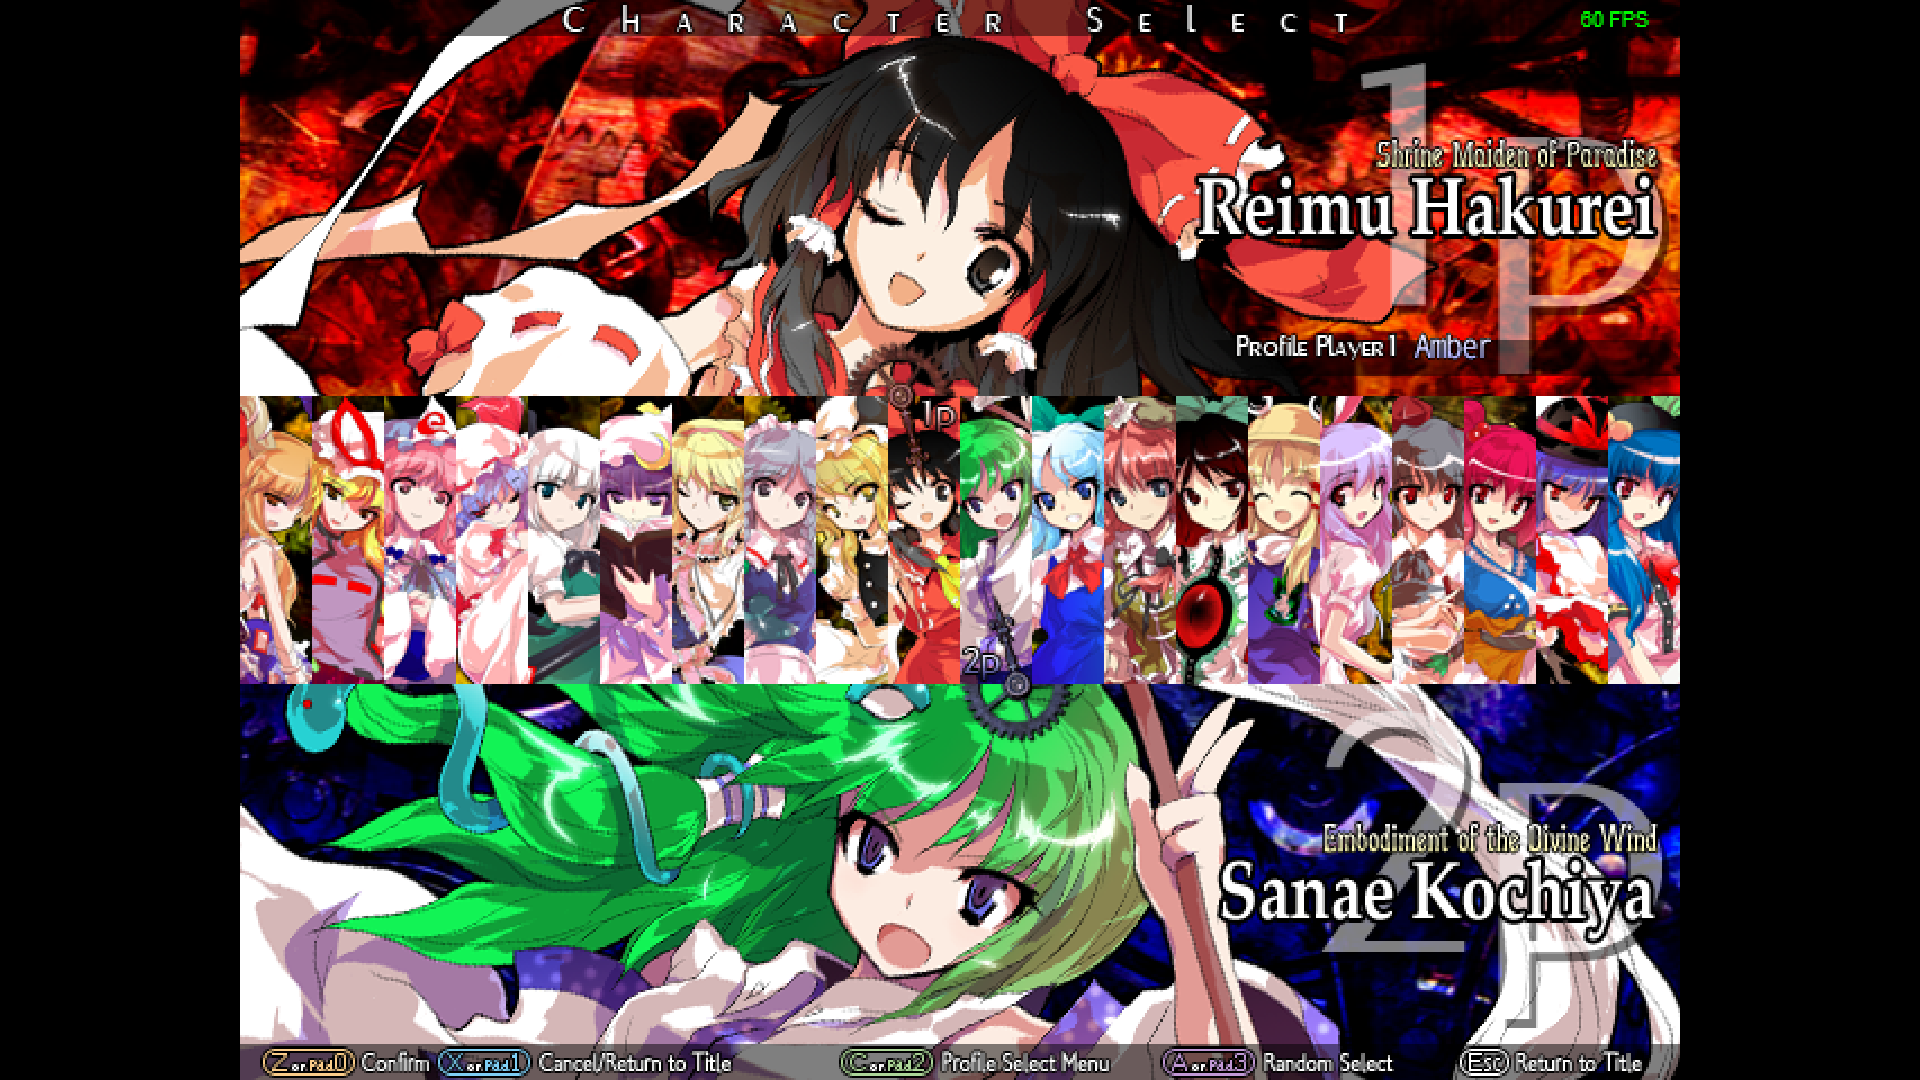 Character Select
60 FPS
1P
Shrine Maiden of Paradise
Reimu Hakurei
Profile Player1 Amber
1p
2p
2P
Embodiment of the Divine Wind
Sanae Kochiya
Z or Pad0 Confirm X or Pad1 Cancel/Return to Title C or Pad2 Profile Select Menu A or Pad3 Random Select Esc Return to Title